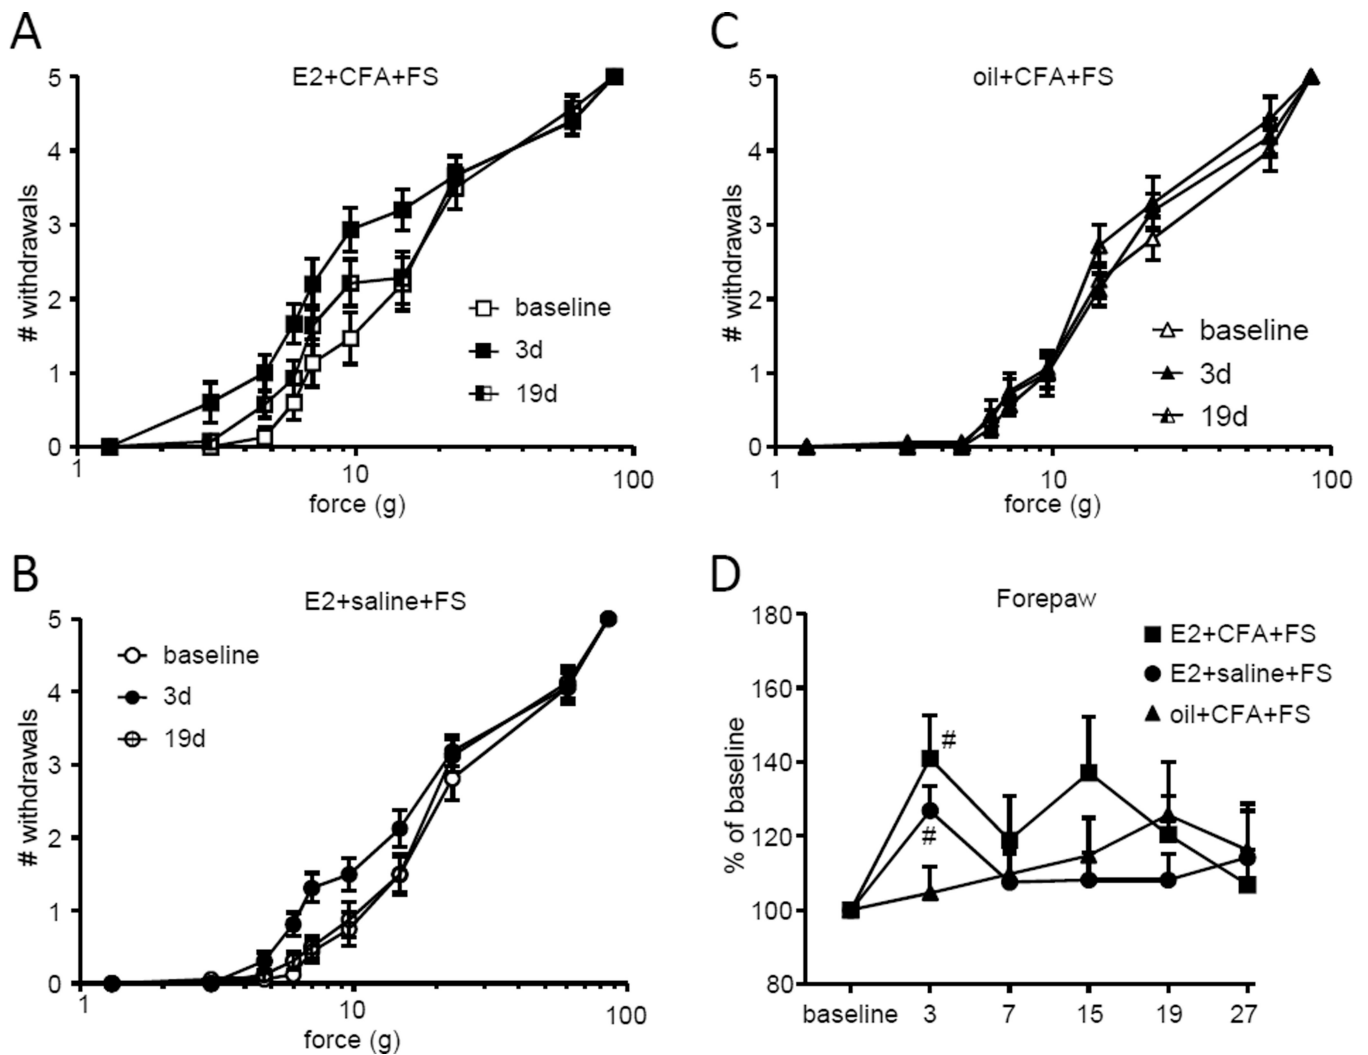 A
E2+CFA+FS
# withdrawals
5
4
3
2
1
0
baseline
3d
19d
1
10
100
force (g)
C
oil+CFA+FS
# withdrawals
5
4
3
2
1
0
baseline
3d
19d
1
10
100
force (g)
B
E2+saline+FS
# withdrawals
5
4
3
2
1
0
baseline
3d
19d
1
10
100
force (g)
D
Forepaw
% of baseline
180
160
140
120
100
80
E2+CFA+FS
E2+saline+FS
oil+CFA+FS
#
#
baseline 3 7 15 19 27